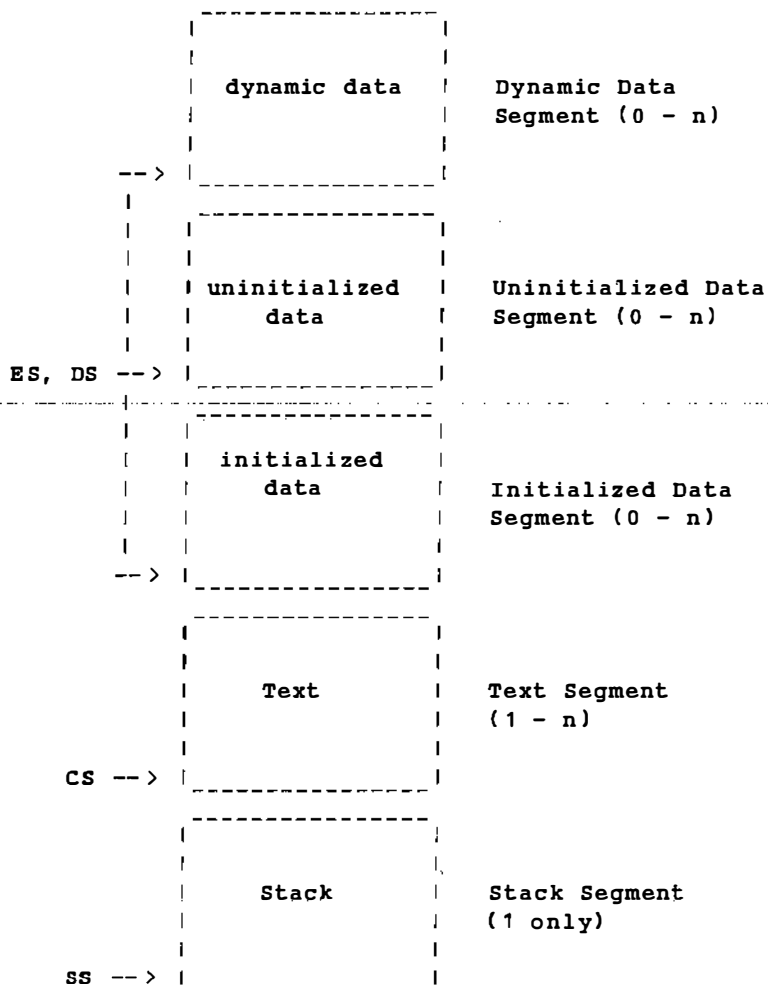 dynamic data Dynamic Data
Segment (0 - n)
-->
uninitialized Uninitialized Data
data Segment (0 - n)
ES, DS -->
initialized
data Initialized Data
Segment (0 - n)
-->
Text Text Segment
(1 - n)
CS -->
Stack Stack Segment
(1 only)
SS -->